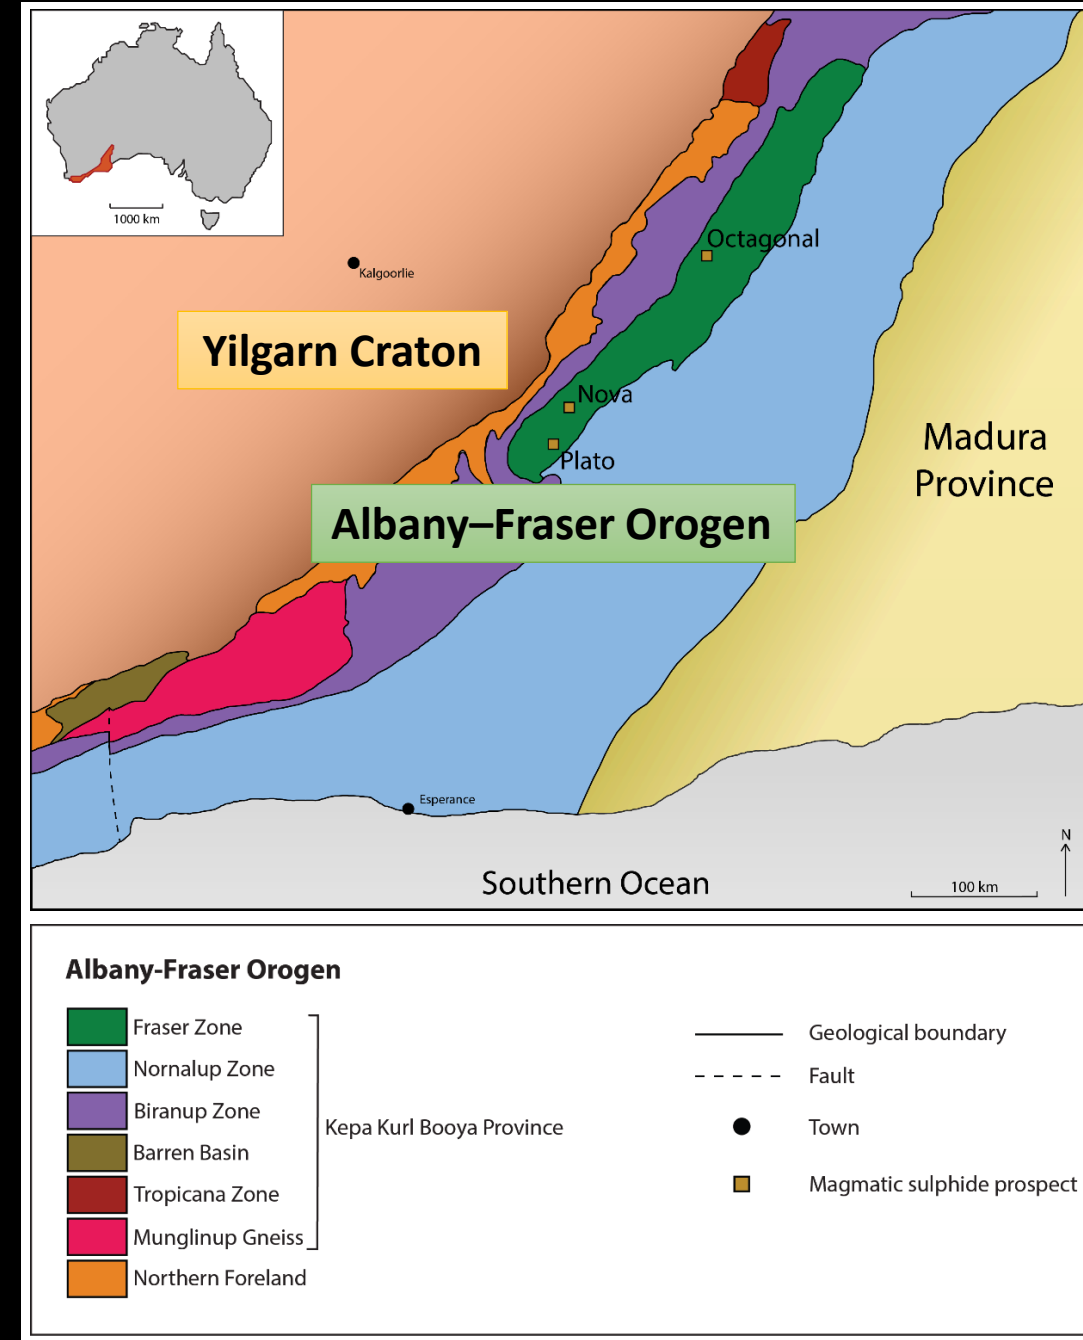 1000 km
Kalgoorlie
Octagonal
Yilgarn Craton
Nova
Plato
Madura
Province
Albany–Fraser Orogen
Esperance
Southern Ocean
N
100 km
Albany-Fraser Orogen
Fraser Zone
Nornalup Zone
Biranup Zone
Barren Basin
Tropicana Zone
Munglinup Gneiss
Northern Foreland
Kepa Kurl Booya Province
Geological boundary
Fault
Town
Magmatic sulphide prospect